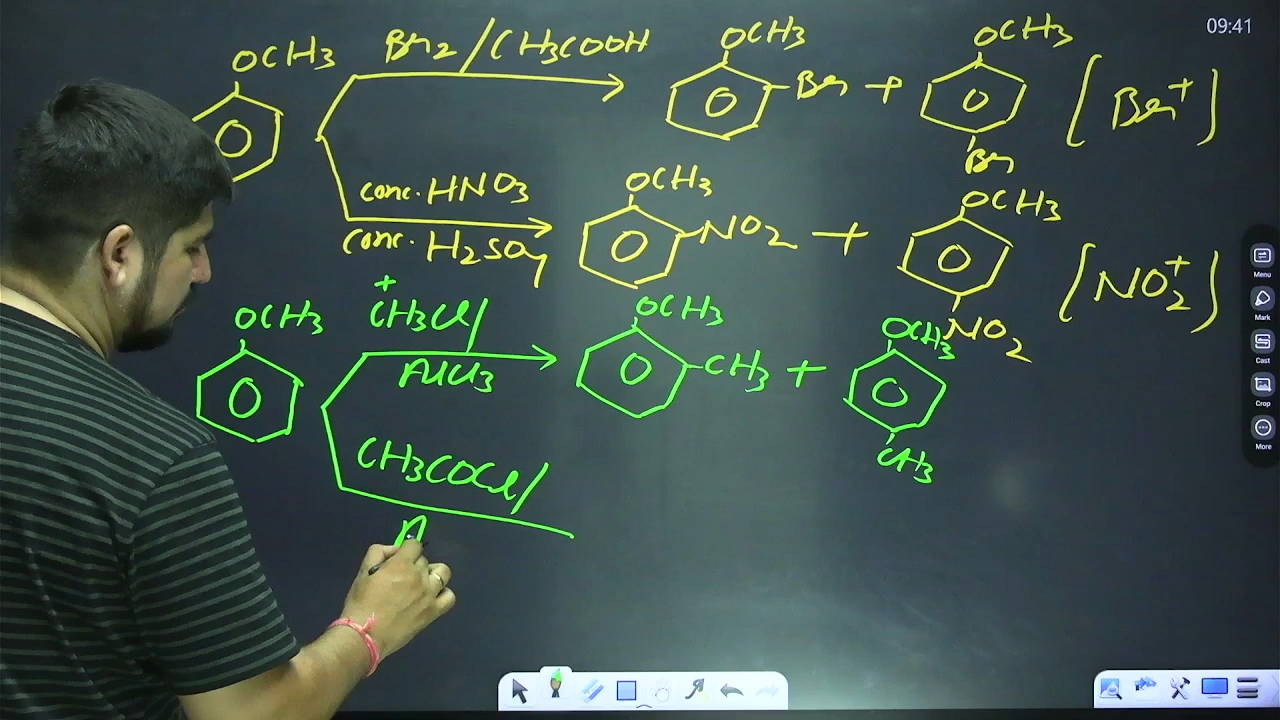 09:41
OCH3 Br2/CH3COOH OCH3 Br + OCH3 Br [Br+]
conc. HNO3 conc. H2SO4 OCH3 NO2 + OCH3 NO2 [NO2+]
OCH3 +CH3Cl/ AlCl3 OCH3 CH3 + OCH3 CH3
CH3COCl/
A
Menu
Mark
Cast
Crop
More